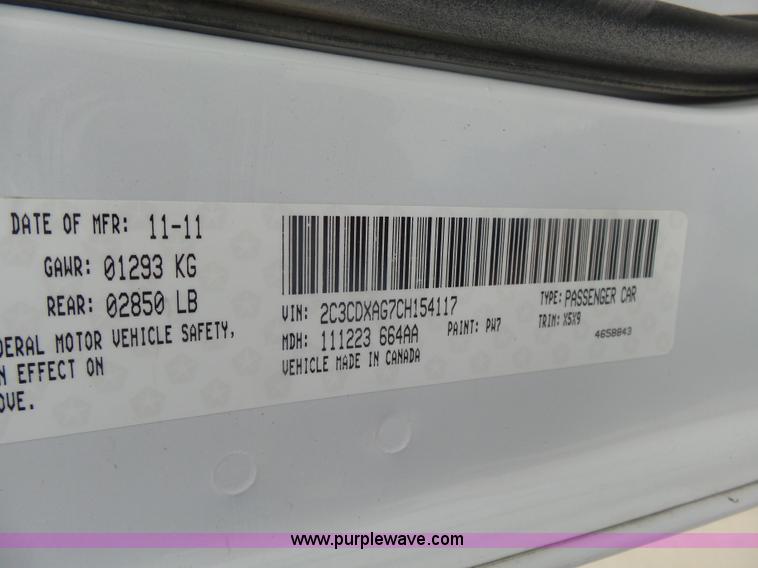 DATE OF MFR: 11-11
GAWR: 01293 KG
REAR: 02850 LB
DERAL MOTOR VEHICLE SAFETY,
N EFFECT ON
OVE.
VIN: 2C3CDXAG7CH154117
TYPE: PASSENGER CAR
MDH: 111223 664AA
PAINT: PW7
TRIM: X5X9
VEHICLE MADE IN CANADA
4658843
www.purplewave.com